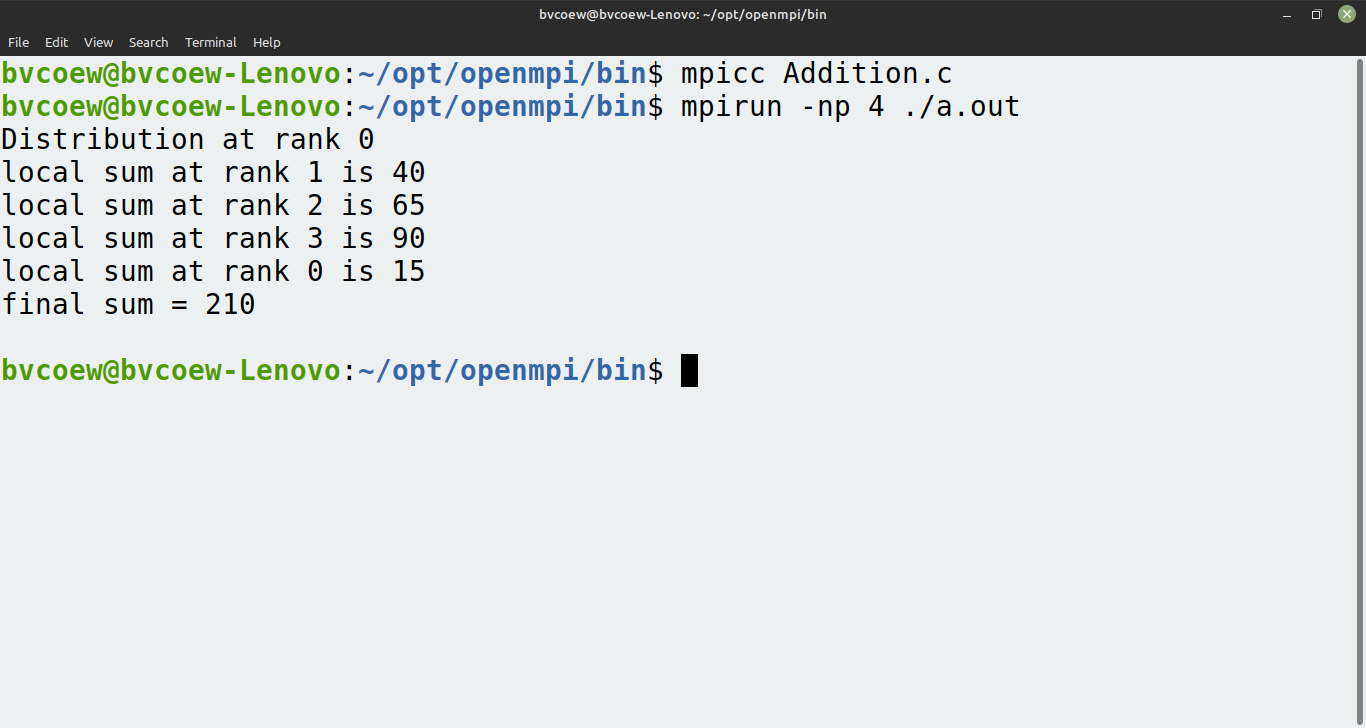 bvcoew@bvcoew-Lenovo: ~/opt/openmpi/bin
File Edit View Search Terminal Help
bvcoew@bvcoew-Lenovo:~/opt/openmpi/bin$ mpicc Addition.c
bvcoew@bvcoew-Lenovo:~/opt/openmpi/bin$ mpirun -np 4 ./a.out
Distribution at rank 0
local sum at rank 1 is 40
local sum at rank 2 is 65
local sum at rank 3 is 90
local sum at rank 0 is 15
final sum = 210
bvcoew@bvcoew-Lenovo:~/opt/openmpi/bin$